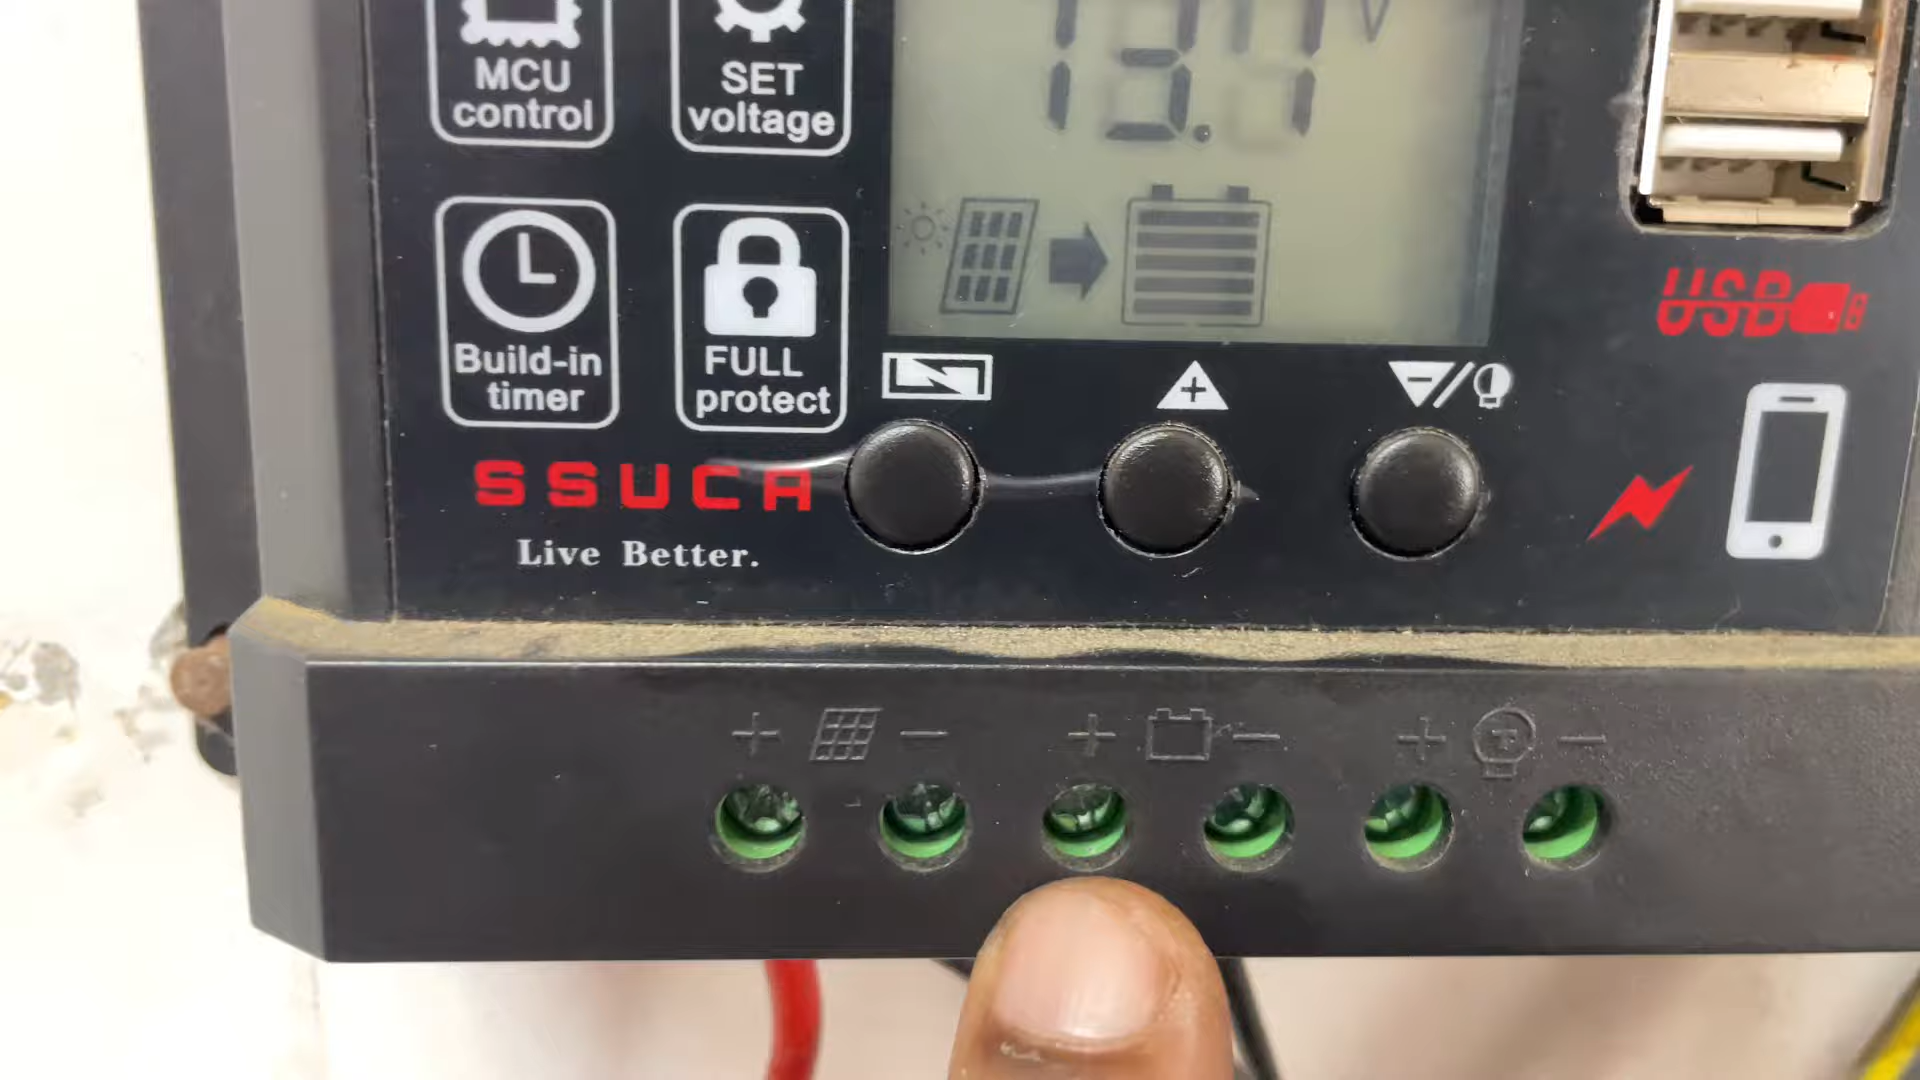 MCU
control
SET
voltage
V
Build-in
timer
FULL
protect
USB
SSUCA
Live Better.